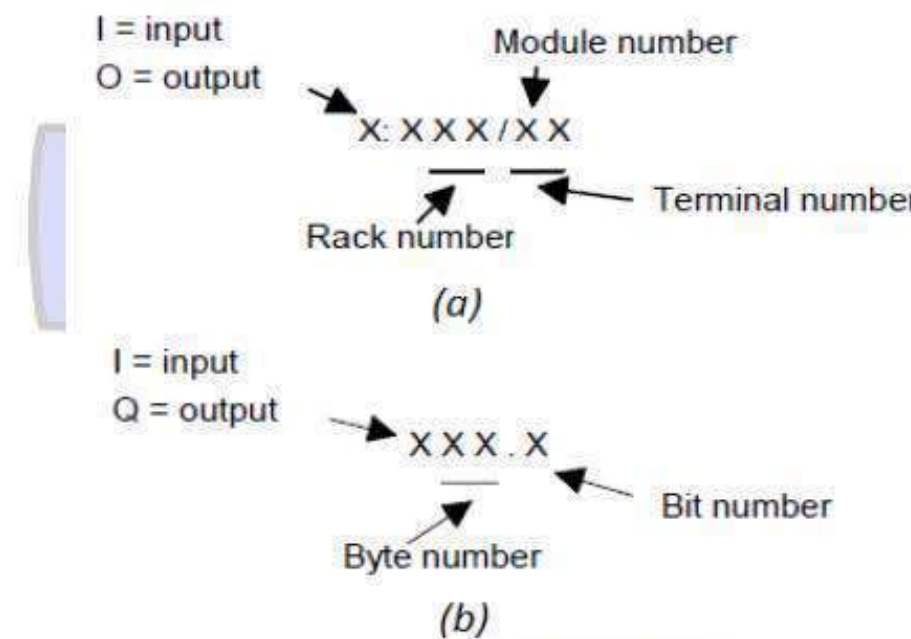 I = input
Module number
O = output
X: X X X / X X
Terminal number
Rack number
(a)
I = input
Q = output
X X X . X
Bit number
Byte number
(b)